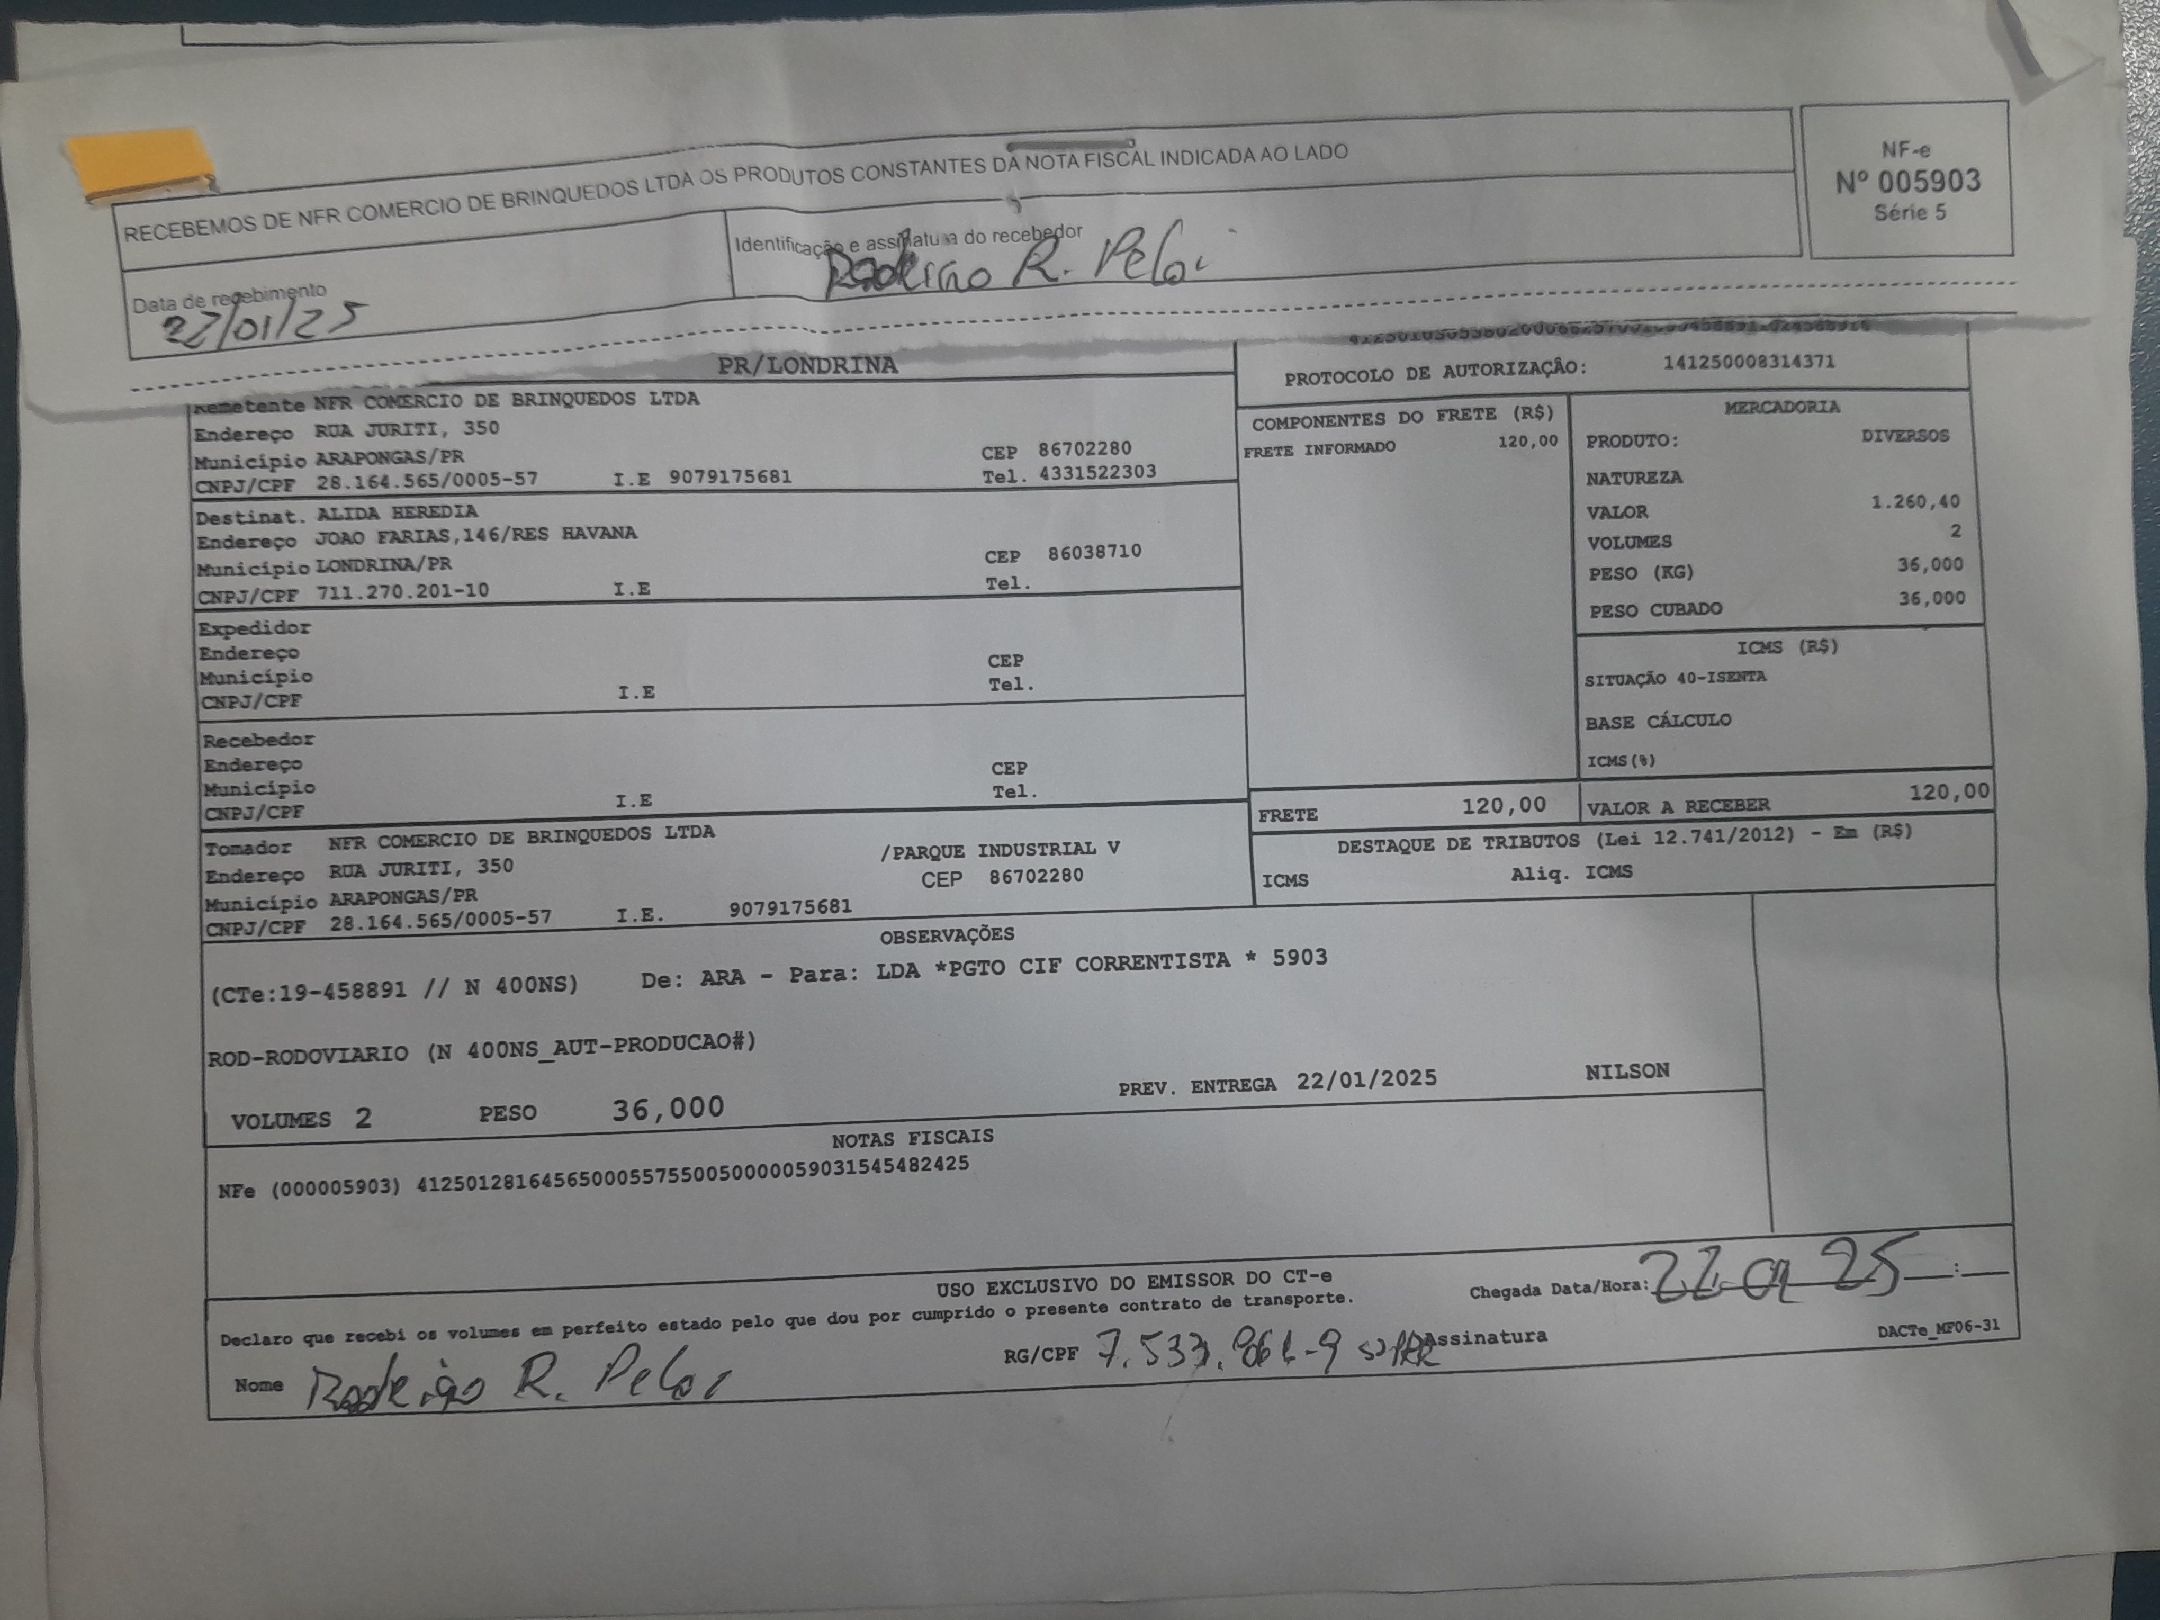 RECEBEMOS DE NFR COMERCIO DE BRINQUEDOS LTDA OS PRODUTOS CONSTANTES DA NOTA FISCAL INDICADA AO LADO
NF-e
Nº 005903
Série 5
Data de recebimento
22/01/25
Identificação e assinatura do recebedor
Rodrigo R. Peloi
PR/LONDRINA
PROTOCOLO DE AUTORIZAÇÂO: 141250008314371
Remetente NFR COMERCIO DE BRINQUEDOS LTDA
Endereço RUA JURITI, 350
Município ARAPONGAS/PR CEP 86702280
CNPJ/CPF 28.164.565/0005-57 I.E 9079175681 Tel. 4331522303
Destinat. ALIDA HEREDIA
Endereço JOAO FARIAS,146/RES HAVANA
Município LONDRINA/PR CEP 86038710
CNPJ/CPF 711.270.201-10 I.E Tel.
Expedidor
Endereço
Município CEP
CNPJ/CPF I.E Tel.
Recebedor
Endereço
Município CEP
CNPJ/CPF I.E Tel.
Tomador NFR COMERCIO DE BRINQUEDOS LTDA
Endereço RUA JURITI, 350 /PARQUE INDUSTRIAL V
Município ARAPONGAS/PR CEP 86702280
CNPJ/CPF 28.164.565/0005-57 I.E. 9079175681
COMPONENTES DO FRETE (R$)
FRETE INFORMADO 120,00
MERCADORIA
PRODUTO: DIVERSOS
NATUREZA
VALOR 1.260,40
VOLUMES 2
PESO (KG) 36,000
PESO CUBADO 36,000
ICMS (R$)
SITUAÇÃO 40-ISENTA
BASE CÁLCULO
ICMS(%)
FRETE 120,00 VALOR A RECEBER 120,00
DESTAQUE DE TRIBUTOS (Lei 12.741/2012) - Em (R$)
ICMS Aliq. ICMS
OBSERVAÇÕES
(CTe:19-458891 // N 400NS) De: ARA - Para: LDA *PGTO CIF CORRENTISTA * 5903
ROD-RODOVIARIO (N 400NS_AUT-PRODUCAO#)
VOLUMES 2 PESO 36,000 PREV. ENTREGA 22/01/2025 NILSON
NOTAS FISCAIS
NFe (000005903) 41250128164565000557550050000059031545482425
USO EXCLUSIVO DO EMISSOR DO CT-e
Declaro que recebi os volumes em perfeito estado pelo que dou por cumprido o presente contrato de transporte.
Chegada Data/Hora: 22 01 25 :
Nome Rodrigo R. Peloi RG/CPF Assinatura
DACTe_MF06-31